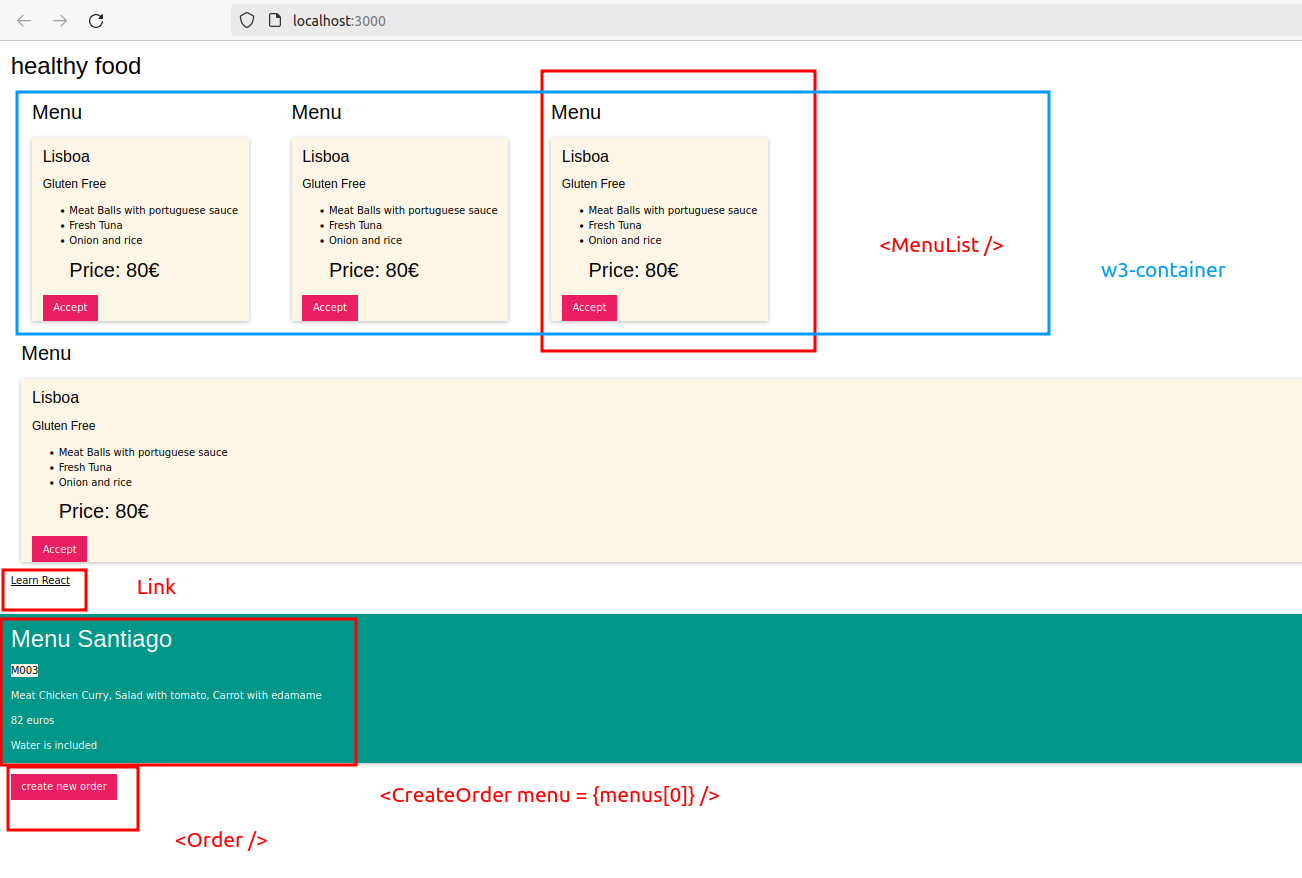 localhost:3000
healthy food
Menu
Lisboa
Gluten Free
• Meat Balls with portuguese sauce
• Fresh Tuna
• Onion and rice
Price: 80€
Accept
Menu
Lisboa
Gluten Free
• Meat Balls with portuguese sauce
• Fresh Tuna
• Onion and rice
Price: 80€
Accept
Menu
Lisboa
Gluten Free
• Meat Balls with portuguese sauce
• Fresh Tuna
• Onion and rice
Price: 80€
Accept
<MenuList />
w3-container
Menu
Lisboa
Gluten Free
• Meat Balls with portuguese sauce
• Fresh Tuna
• Onion and rice
Price: 80€
Accept
Learn React
Link
Menu Santiago
M003
Meat Chicken Curry, Salad with tomato, Carrot with edamame
82 euros
Water is included
create new order
<CreateOrder menu = {menus[0]} />
<Order />